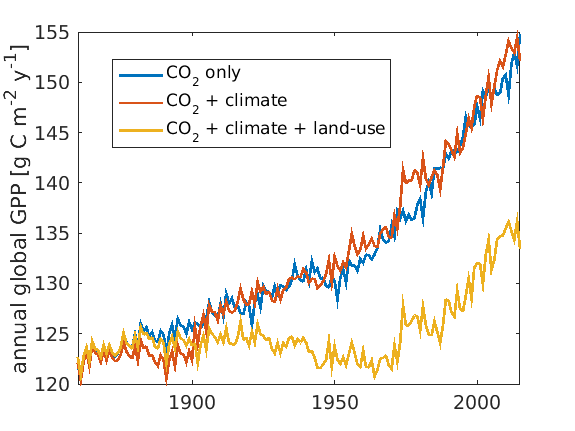 annual global GPP [g C m-2 y-1]
155
150
145
140
135
130
125
120
CO2 only
CO2 + climate
CO2 + climate + land-use
1900
1950
2000